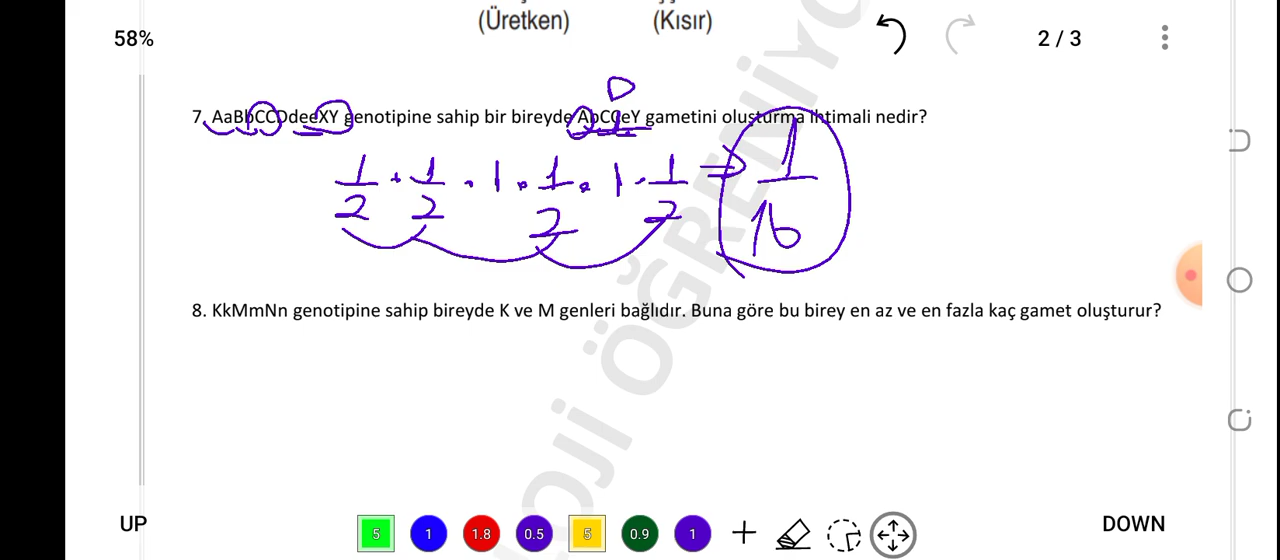 (Üretken) (Kısır)
58% 2 / 3
D
7. AaBbCCDdeeXY genotipine sahip bir bireyde AbCCeY gametini oluşturma ihtimali nedir?
1/2 . 1/2 . 1 . 1/2 . 1 . 1/2 => 1/16
8. KkMmNn genotipine sahip bireyde K ve M genleri bağlıdır. Buna göre bu birey en az ve en fazla kaç gamet oluşturur?
LOJİ ÖĞRENİYO
UP 5 1 1.8 0.5 5 0.9 1 DOWN